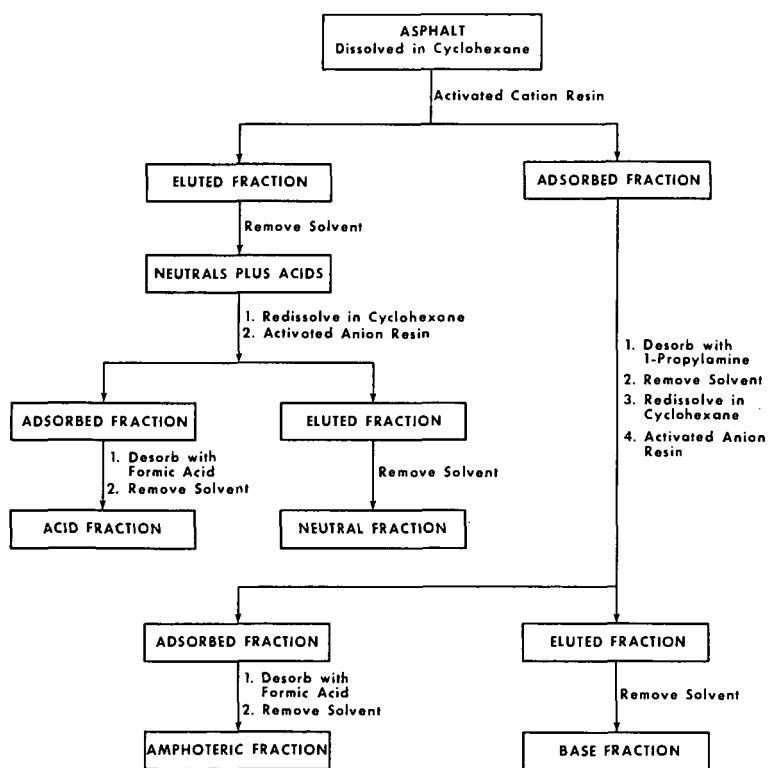 ASPHALT
Dissolved in Cyclohexane
Activated Cation Resin
ELUTED FRACTION
ADSORBED FRACTION
Remove Solvent
NEUTRALS PLUS ACIDS
1. Redissolve in Cyclohexane
2. Activated Anion Resin
1. Desorb with
1-Propylamine
2. Remove Solvent
3. Redissolve in
Cyclohexane
4. Activated Anion
Resin
ADSORBED FRACTION
ELUTED FRACTION
1. Desorb with
Formic Acid
2. Remove Solvent
Remove Solvent
ACID FRACTION
NEUTRAL FRACTION
ADSORBED FRACTION
ELUTED FRACTION
1. Desorb with
Formic Acid
2. Remove Solvent
Remove Solvent
AMPHOTERIC FRACTION
BASE FRACTION